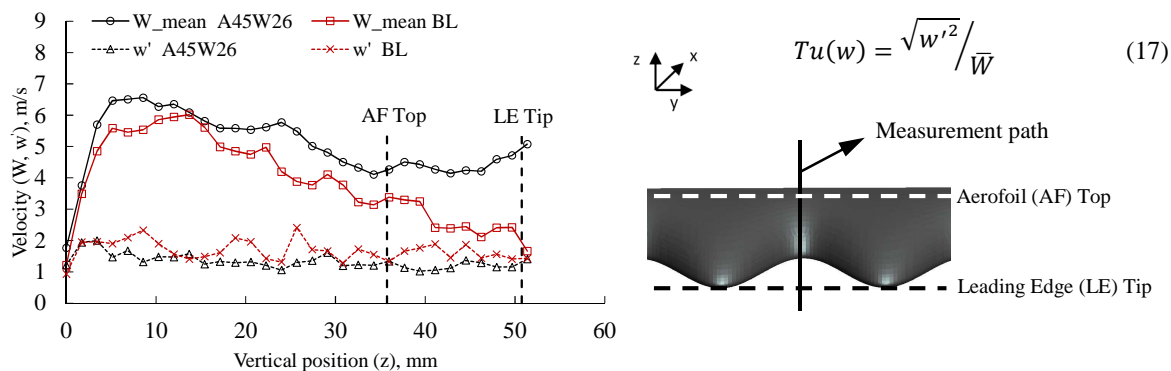 W_mean A45W26
W_mean BL
w' A45W26
w' BL
9
8
7
6
5
4
3
2
1
0
Velocity (W, w'), m/s
AF Top
LE Tip
0
10
20
30
40
50
60
Vertical position (z), mm
z
x
y
Tu(w) = √w'² / W̅ (17)
Measurement path
Aerofoil (AF) Top
Leading Edge (LE) Tip